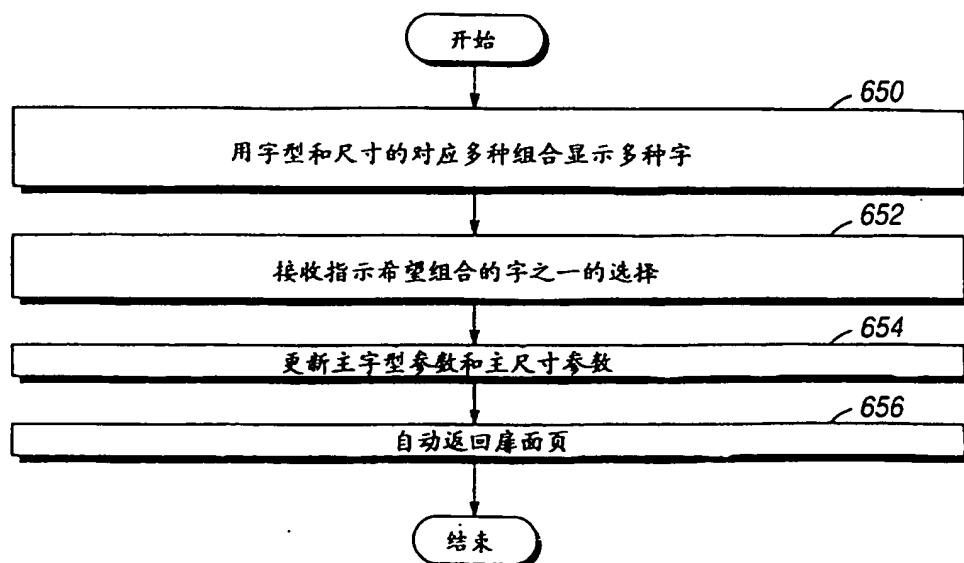 开始
650
用字型和尺寸的对应多种组合显示多种字
652
接收指示希望组合的字之一的选择
654
更新主字型参数和主尺寸参数
656
自动返回扉面页
结束